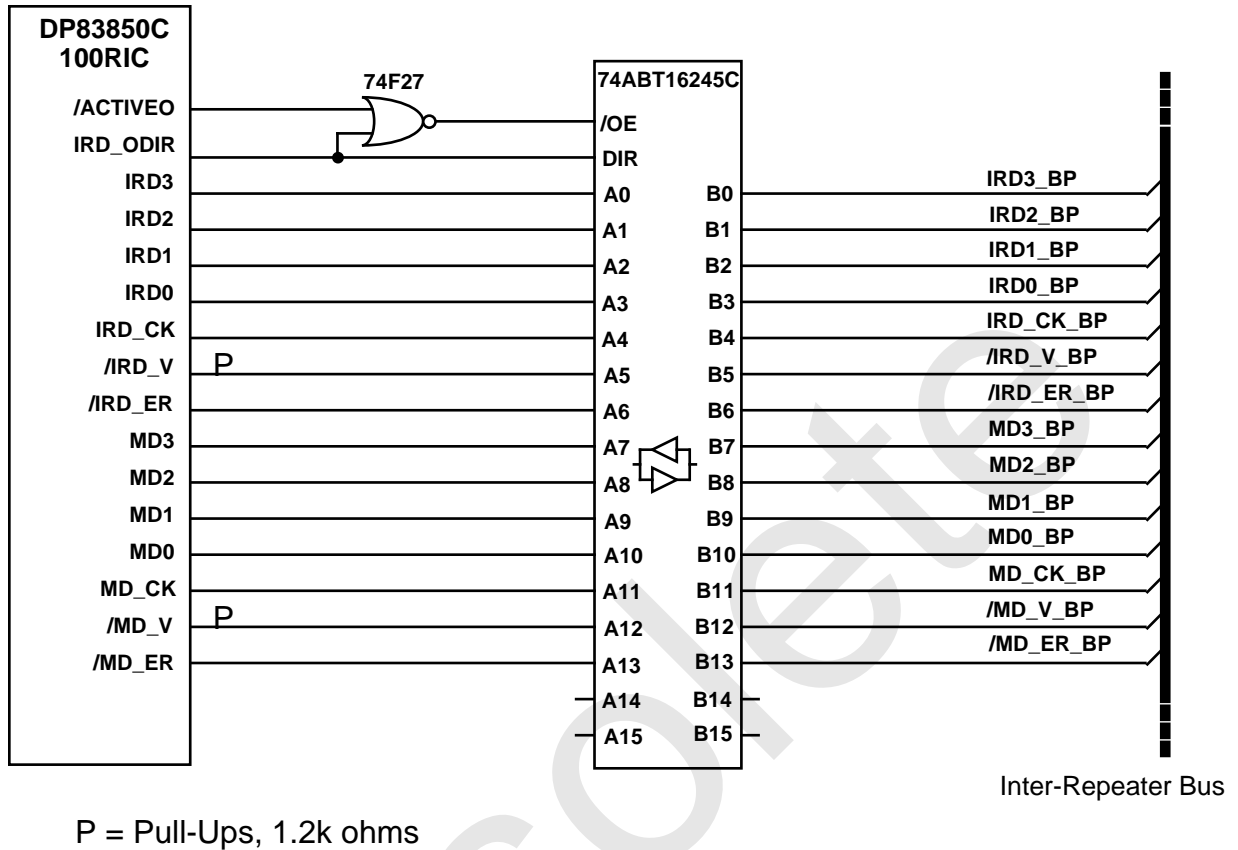 DP83850C
100RIC
74F27
74ABT16245C
/ACTIVEO
/OE
IRD_ODIR
DIR
IRD3 A0 B0 IRD3_BP
IRD2 A1 B1 IRD2_BP
IRD1 A2 B2 IRD1_BP
IRD0 A3 B3 IRD0_BP
IRD_CK A4 B4 IRD_CK_BP
/IRD_V P A5 B5 /IRD_V_BP
/IRD_ER A6 B6 /IRD_ER_BP
MD3 A7 B7 MD3_BP
MD2 A8 B8 MD2_BP
MD1 A9 B9 MD1_BP
MD0 A10 B10 MD0_BP
MD_CK A11 B11 MD_CK_BP
/MD_V P A12 B12 /MD_V_BP
/MD_ER A13 B13 /MD_ER_BP
A14 B14
A15 B15
Inter-Repeater Bus
P = Pull-Ups, 1.2k ohms